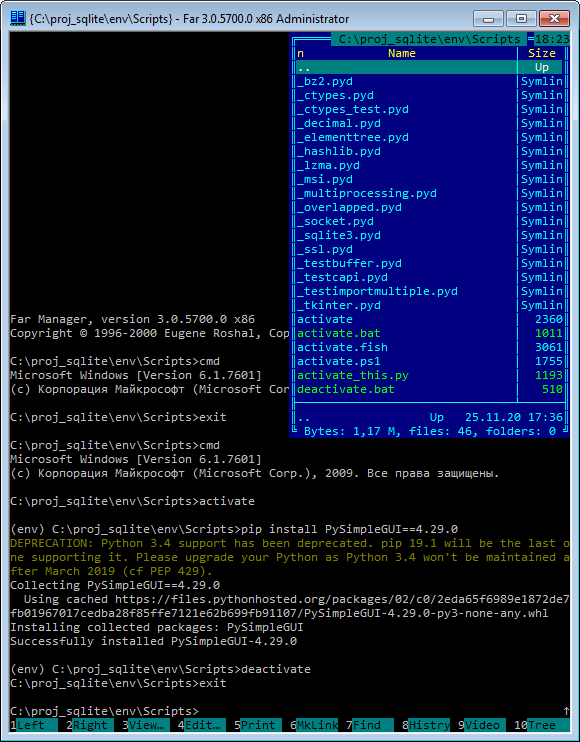 {C:\proj_sqlite\env\Scripts} - Far 3.0.5700.0 x86 Administrator
C:\proj_sqlite\env\Scripts 18:23
n Name Size
.. Up
_bz2.pyd Symlin
_ctypes.pyd Symlin
_ctypes_test.pyd Symlin
_decimal.pyd Symlin
_elementtree.pyd Symlin
_hashlib.pyd Symlin
_lzma.pyd Symlin
_msi.pyd Symlin
_multiprocessing.pyd Symlin
_overlapped.pyd Symlin
_socket.pyd Symlin
_sqlite3.pyd Symlin
_ssl.pyd Symlin
_testbuffer.pyd Symlin
_testcapi.pyd Symlin
_testimportmultiple.pyd Symlin
_tkinter.pyd Symlin
activate 2360
activate.bat 1011
activate.fish 3061
activate.ps1 1755
activate_this.py 1193
deactivate.bat 510
.. Up 25.11.20 17:36
Bytes: 1,17 M, files: 46, folders: 0
Far Manager, version 3.0.5700.0 x86
Copyright © 1996-2000 Eugene Roshal, Cop
C:\proj_sqlite\env\Scripts>cmd
Microsoft Windows [Version 6.1.7601]
(c) Корпорация Майкрософт (Microsoft Cor
C:\proj_sqlite\env\Scripts>exit
C:\proj_sqlite\env\Scripts>cmd
Microsoft Windows [Version 6.1.7601]
(c) Корпорация Майкрософт (Microsoft Corp.), 2009. Все права защищены.
C:\proj_sqlite\env\Scripts>activate
(env) C:\proj_sqlite\env\Scripts>pip install PySimpleGUI==4.29.0
DEPRECATION: Python 3.4 support has been deprecated. pip 19.1 will be the last o
ne supporting it. Please upgrade your Python as Python 3.4 won't be maintained a
fter March 2019 (cf PEP 429).
Collecting PySimpleGUI==4.29.0
Using cached https://files.pythonhosted.org/packages/02/c0/2eda65f6989e1872de7
fb01967017cedba28f85ffe7121e62b699fb91107/PySimpleGUI-4.29.0-py3-none-any.whl
Installing collected packages: PySimpleGUI
Successfully installed PySimpleGUI-4.29.0
(env) C:\proj_sqlite\env\Scripts>deactivate
C:\proj_sqlite\env\Scripts>exit
C:\proj_sqlite\env\Scripts> ↑
1Left 2Right 3View… 4Edit… 5Print 6MkLink 7Find 8Histry 9Video 10Tree